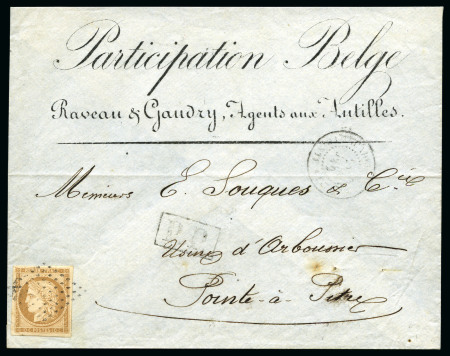 Participation Belge
Raveau & Gaudry, Agents aux Antilles.
Messieurs E. Souques & Cie
Usine d'Arboussier
Pointe-à-Pitre